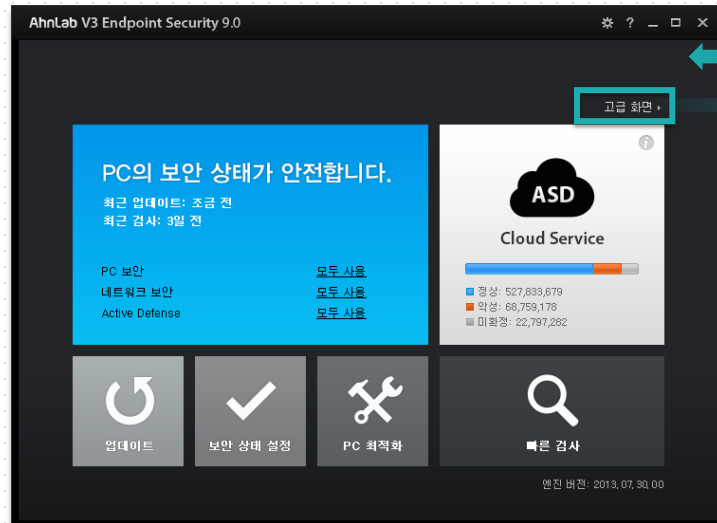 AhnLab V3 Endpoint Security 9.0
고급 화면
PC의 보안 상태가 안전합니다.
최근 업데이트: 조금 전
최근 검사: 3일 전
PC 보안 모두 사용
네트워크 보안 모두 사용
Active Defense 모두 사용
ASD
Cloud Service
정상: 527,833,679
악성: 68,759,178
미확정: 22,797,282
업데이트
보안 상태 설정
PC 최적화
빠른 검사
엔진 버전: 2013, 07, 30, 00